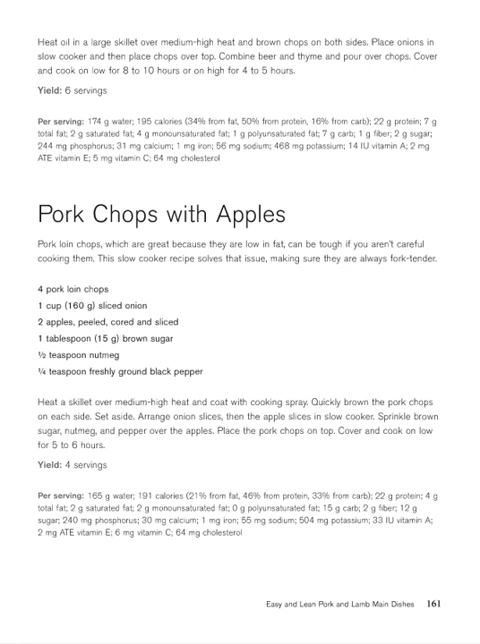 Heat oil in a large skillet over medium-high heat and brown chops on both sides. Place onions in
slow cooker and then place chops over top. Combine beer and thyme and pour over chops. Cover
and cook on low for 8 to 10 hours or on high for 4 to 5 hours.
Yield: 6 servings
Per serving: 174 g water; 195 calories (34% from fat, 50% from protein, 16% from carb); 22 g protein; 7 g
total fat; 2 g saturated fat; 4 g monounsaturated fat; 1 g polyunsaturated fat; 7 g carb; 1 g fiber; 2 g sugar;
244 mg phosphorus; 31 mg calcium; 1 mg iron; 56 mg sodium; 468 mg potassium; 14 IU vitamin A; 2 mg
ATE vitamin E; 5 mg vitamin C; 64 mg cholesterol
Pork Chops with Apples
Pork loin chops, which are great because they are low in fat, can be tough if you aren't careful
cooking them. This slow cooker recipe solves that issue, making sure they are always fork-tender.
4 pork loin chops
1 cup (160 g) sliced onion
2 apples, peeled, cored and sliced
1 tablespoon (15 g) brown sugar
½ teaspoon nutmeg
¼ teaspoon freshly ground black pepper
Heat a skillet over medium-high heat and coat with cooking spray. Quickly brown the pork chops
on each side. Set aside. Arrange onion slices, then the apple slices in slow cooker. Sprinkle brown
sugar, nutmeg, and pepper over the apples. Place the pork chops on top. Cover and cook on low
for 5 to 6 hours.
Yield: 4 servings
Per serving: 165 g water; 191 calories (21% from fat, 46% from protein, 33% from carb); 22 g protein; 4 g
total fat; 2 g saturated fat; 2 g monounsaturated fat; 0 g polyunsaturated fat; 15 g carb; 2 g fiber; 12 g
sugar; 240 mg phosphorus; 30 mg calcium; 1 mg iron; 55 mg sodium; 504 mg potassium; 33 IU vitamin A;
2 mg ATE vitamin E; 6 mg vitamin C; 64 mg cholesterol
Easy and Lean Pork and Lamb Main Dishes 161